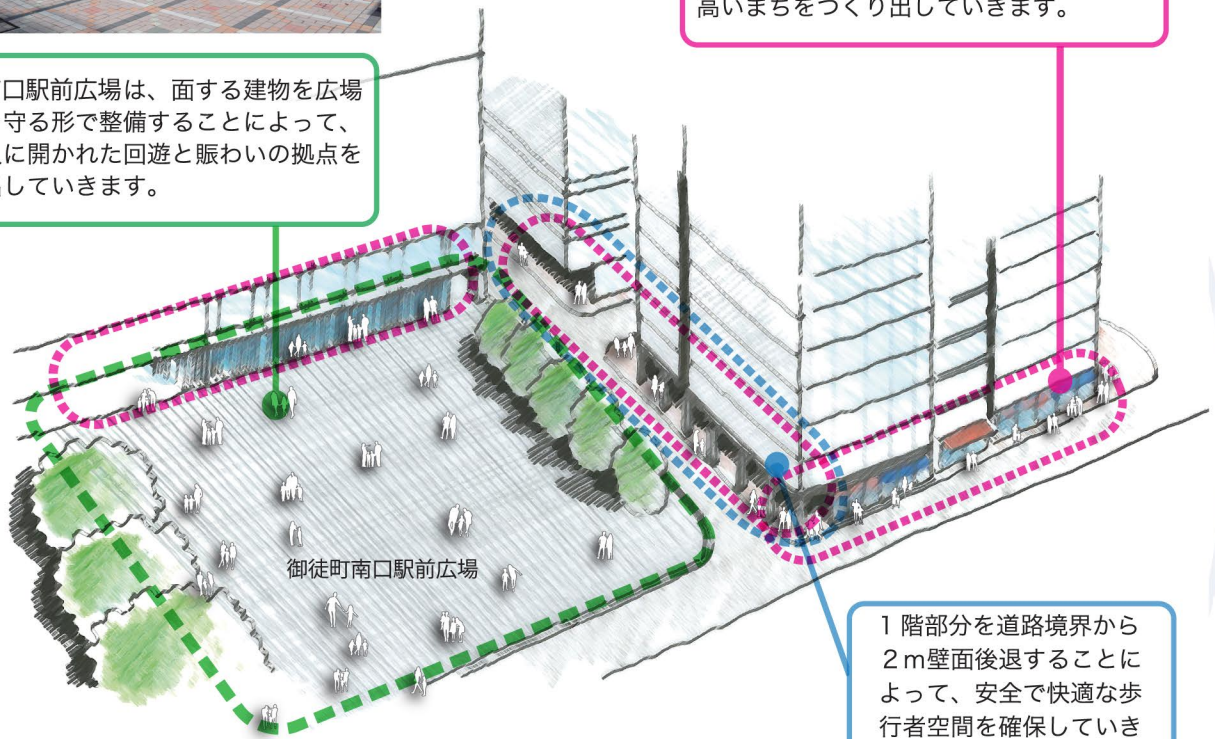 高いまちをつくり出していきます。
口駅前広場は、面する建物を広場
守る形で整備することによって、
に開かれた回遊と賑わいの拠点を
していきます。
御徒町南口駅前広場
1階部分を道路境界から
2m壁面後退することに
よって、安全で快適な歩
行者空間を確保していき